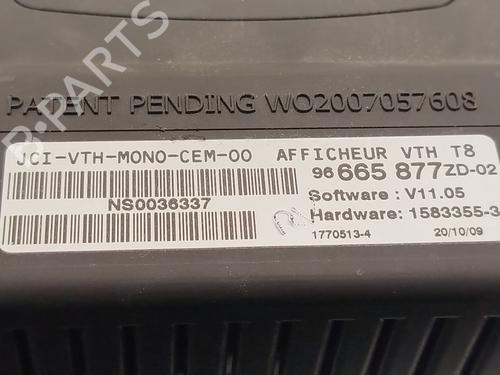 PATENT PENDING WO2007057608
JCI-VTH-MONO-CEM-00
AFFICHEUR VTH T8
96 665 877ZD-02
NS0036337
Software : V11.05
Hardware: 1583355-3
1770513-4
20/10/09
B-PARTS